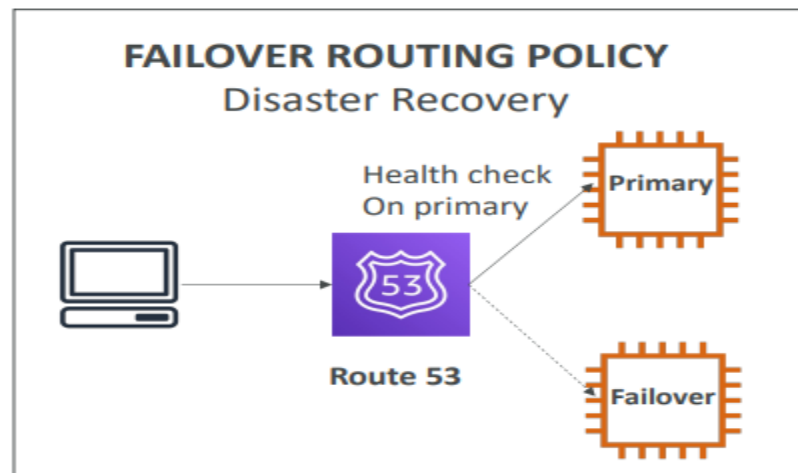 FAILOVER ROUTING POLICY
Disaster Recovery
Health check
On primary
Primary
53
Route 53
Failover